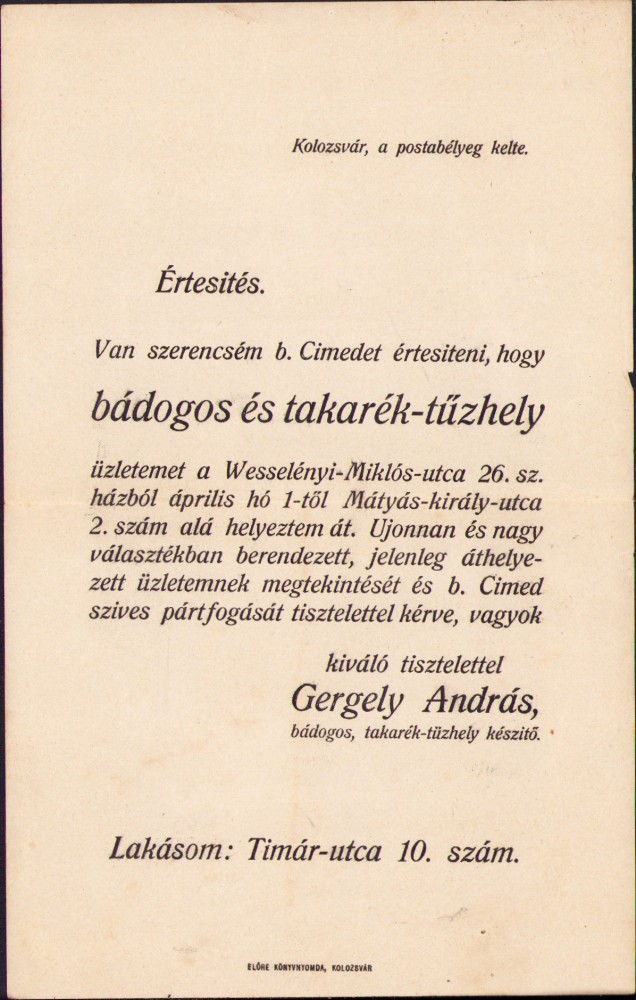 Kolozsvár, a postabélyeg kelte.
Értesités.
Van szerencsém b. Cimedet értesiteni, hogy
bádogos és takarék-tűzhely
üzletemet a Wesselényi-Miklós-utca 26. sz.
házból április hó 1-től Mátyás-király-utca
2. szám alá helyeztem át. Ujonnan és nagy
választékban berendezett, jelenleg áthelye-
zett üzletemnek megtekintését és b. Cimed
szives pártfogását tisztelettel kérve, vagyok
kiváló tisztelettel
Gergely András,
bádogos, takarék-tüzhely készitő.
Lakásom: Timár-utca 10. szám.
ELŐRE KÖNYVNYOMDA, KOLOZSVÁR